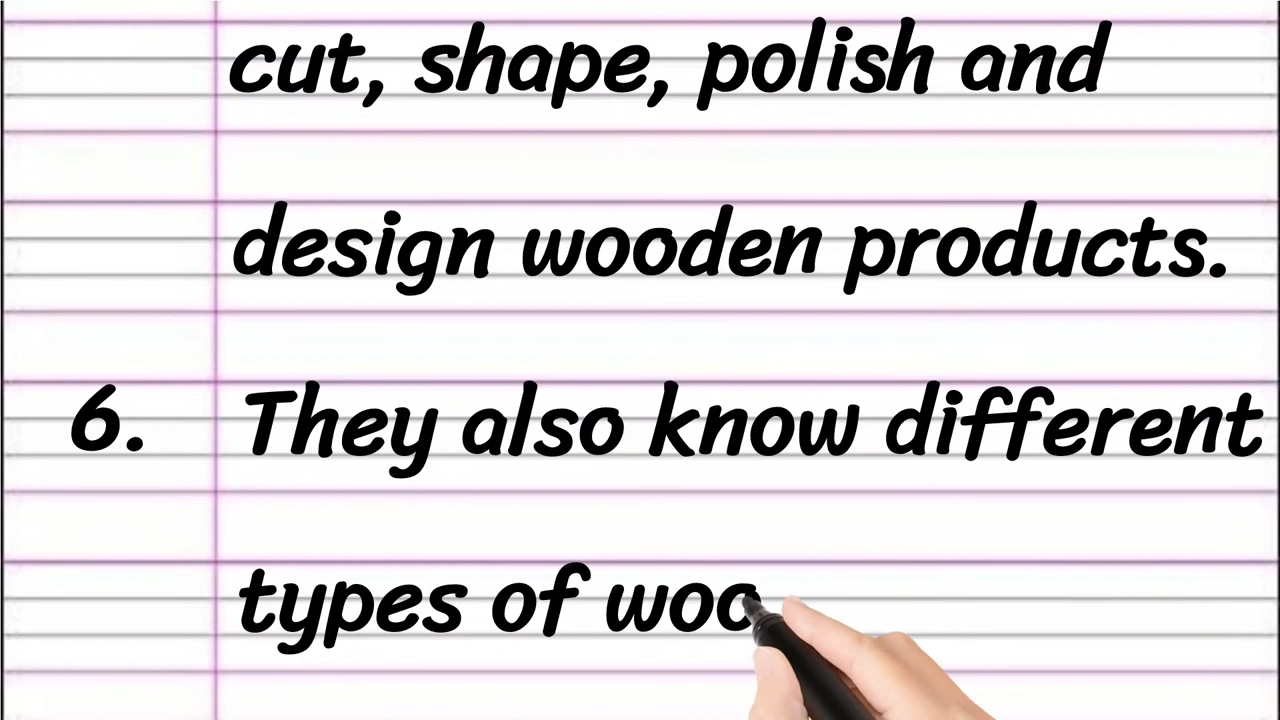 cut, shape, polish and
design wooden products.
6. They also know different
types of woo